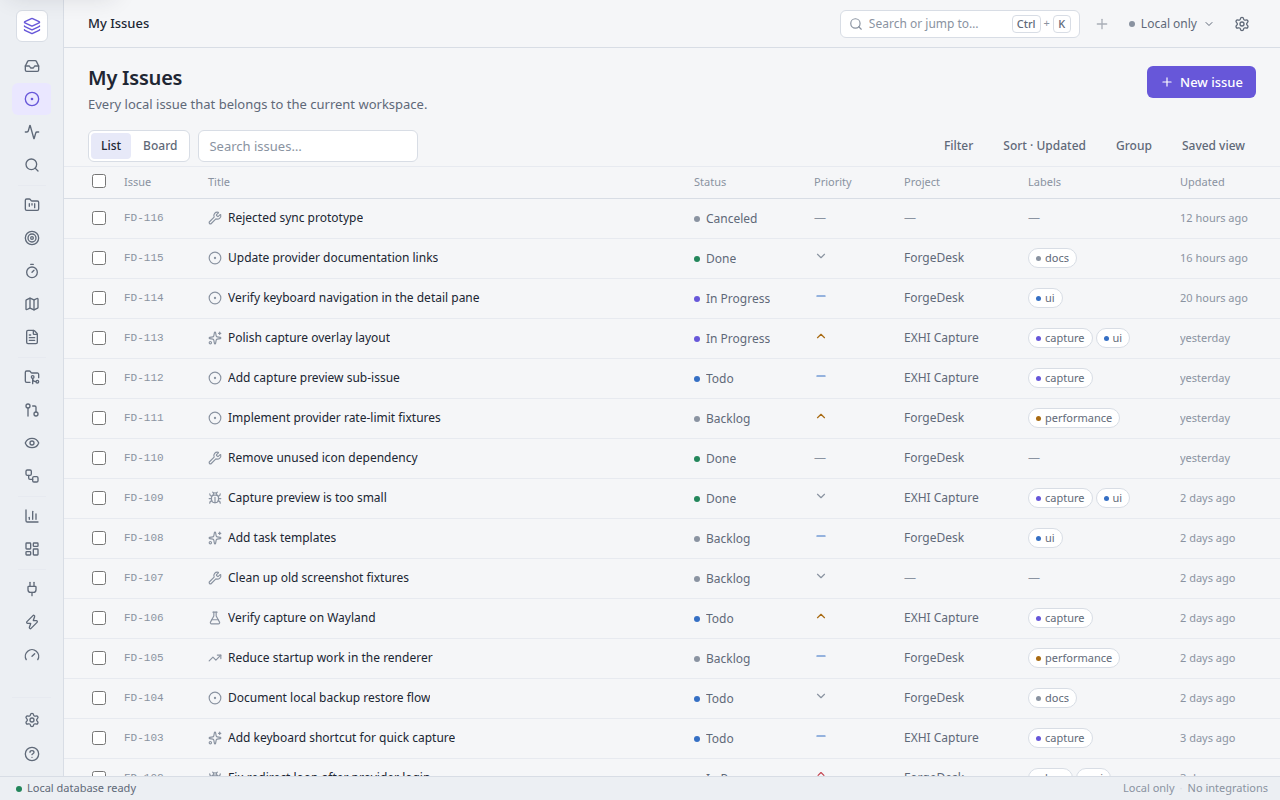 My Issues
Search or jump to... Ctrl + K
Local only
My Issues
Every local issue that belongs to the current workspace.
+ New issue
List Board
Search issues...
Filter Sort · Updated Group Saved view
Issue Title Status Priority Project Labels Updated
FD-116 Rejected sync prototype Canceled — — — 12 hours ago
FD-115 Update provider documentation links Done ForgeDesk docs 16 hours ago
FD-114 Verify keyboard navigation in the detail pane In Progress ForgeDesk ui 20 hours ago
FD-113 Polish capture overlay layout In Progress EXHI Capture capture ui yesterday
FD-112 Add capture preview sub-issue Todo EXHI Capture capture yesterday
FD-111 Implement provider rate-limit fixtures Backlog ForgeDesk performance yesterday
FD-110 Remove unused icon dependency Done — ForgeDesk — yesterday
FD-109 Capture preview is too small Done EXHI Capture capture ui 2 days ago
FD-108 Add task templates Backlog ForgeDesk ui 2 days ago
FD-107 Clean up old screenshot fixtures Backlog — — 2 days ago
FD-106 Verify capture on Wayland Todo EXHI Capture capture 2 days ago
FD-105 Reduce startup work in the renderer Backlog ForgeDesk performance 2 days ago
FD-104 Document local backup restore flow Todo ForgeDesk docs 2 days ago
FD-103 Add keyboard shortcut for quick capture Todo EXHI Capture capture 3 days ago
Fix redirect loop after provider login ForgeDesk
Local database ready
Local only · No integrations